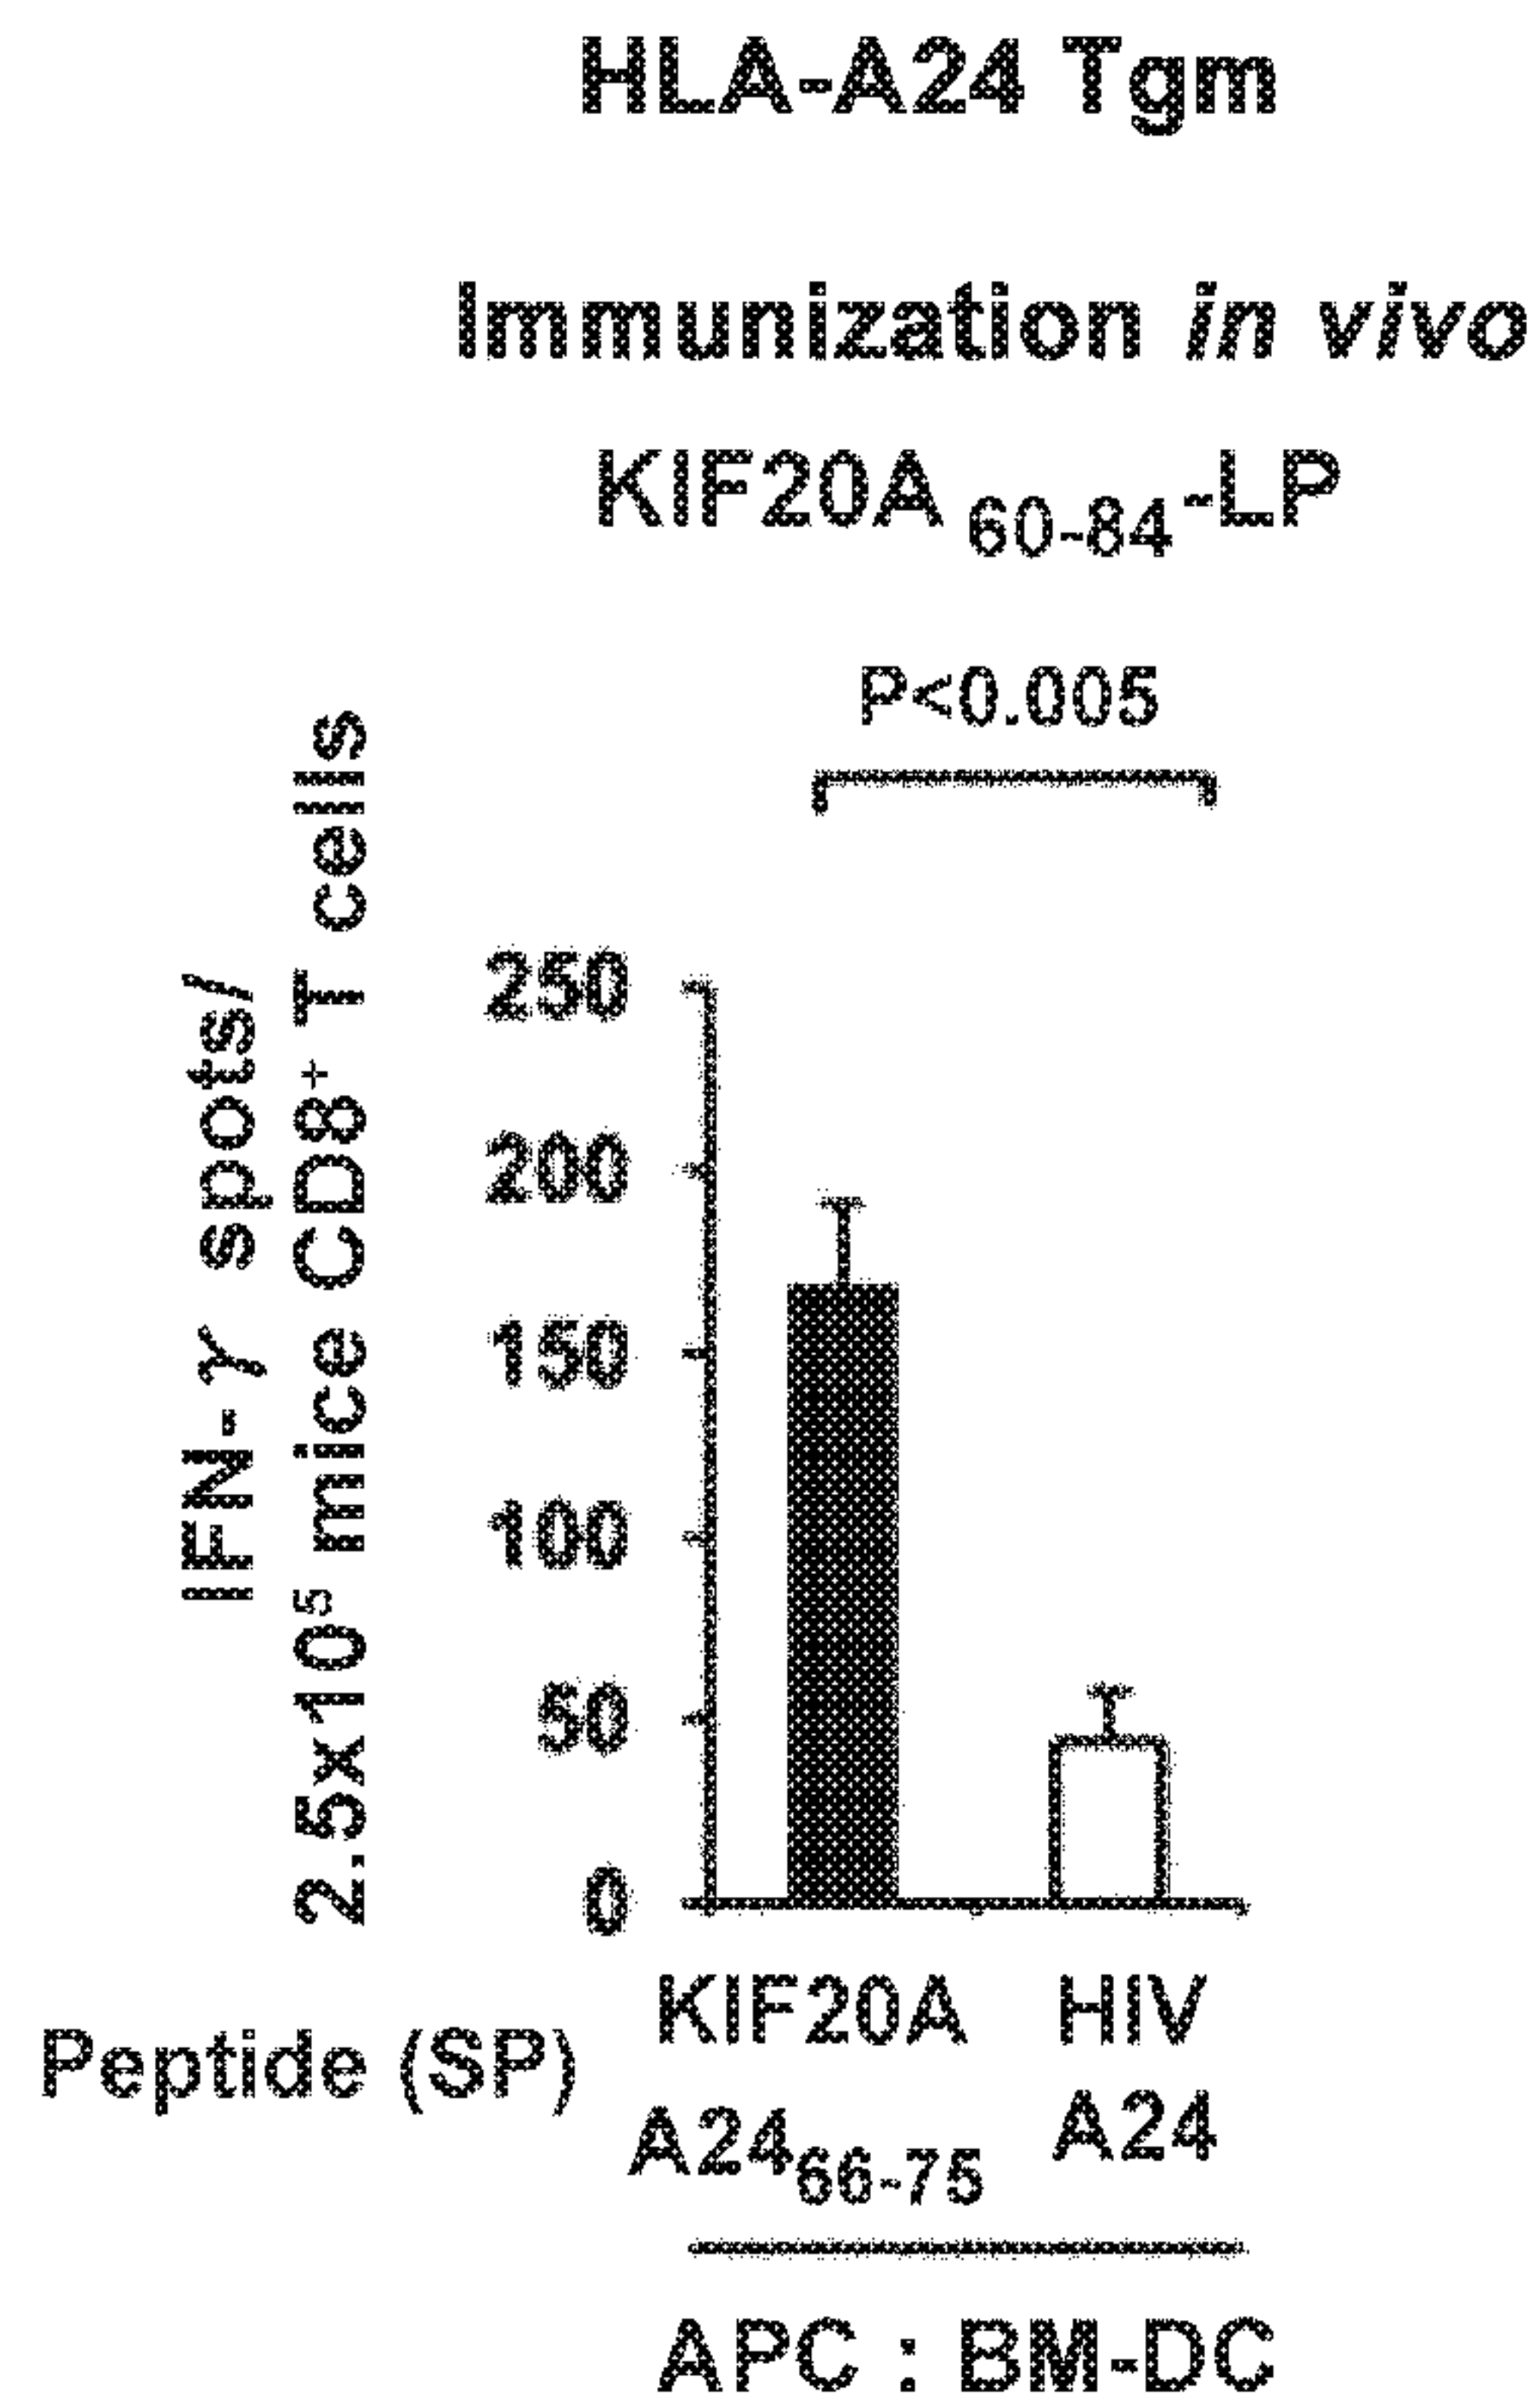 HLA-A24 Tgm
Immunization in vivo
KIF20A 60-84-LP
P<0.005
IFN-γ spots/
2.5x10⁵ mice CD8⁺ T cells
250
200
150
100
50
0
Peptide (SP)
KIF20A HIV
A24 66-75 A24
APC : BM-DC